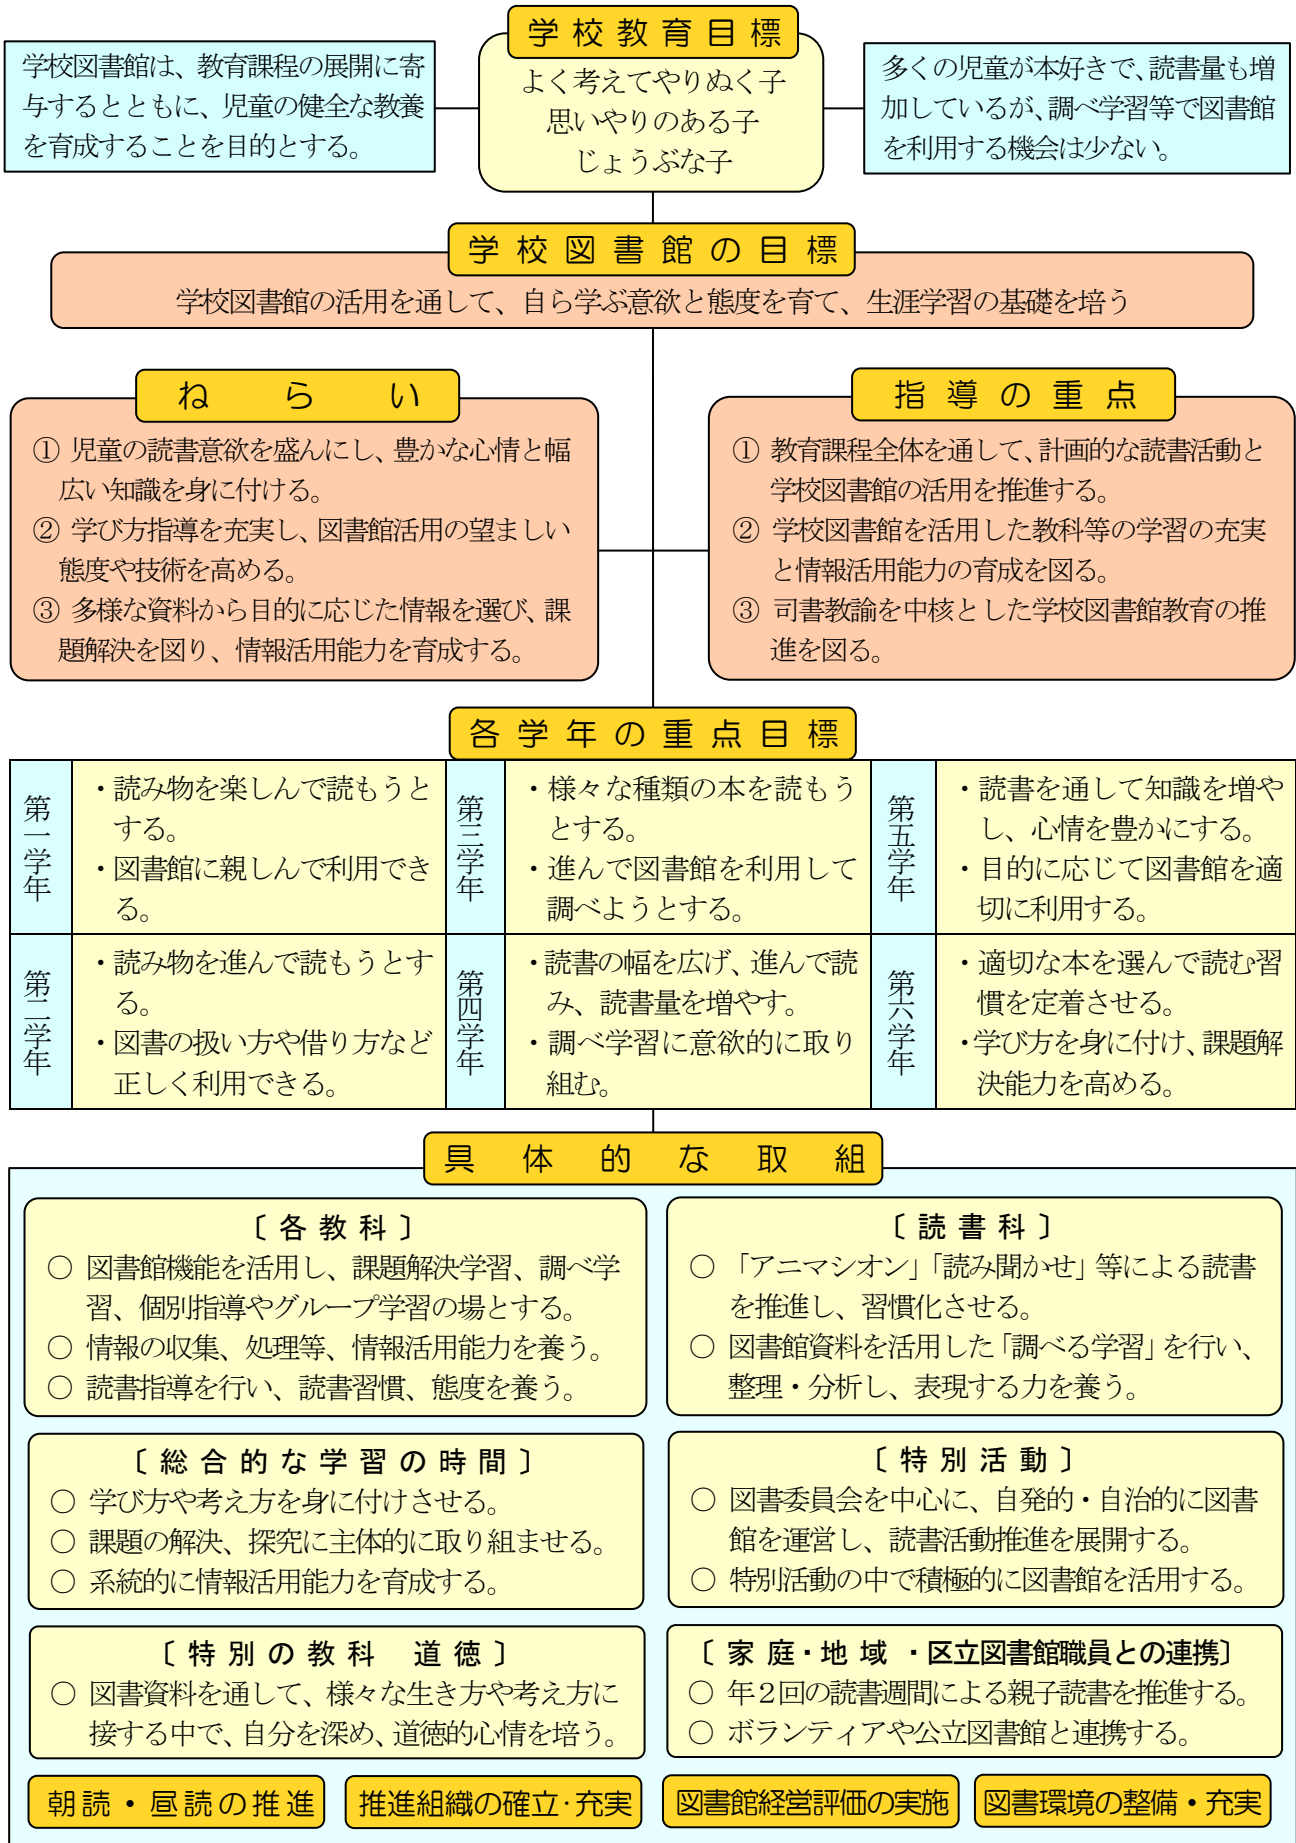 学校教育目標
よく考えてやりぬく子
思いやりのある子
じょうぶな子
学校図書館は、教育課程の展開に寄
与するとともに、児童の健全な教養
を育成することを目的とする。
多くの児童が本好きで、読書量も増
加しているが、調べ学習等で図書館
を利用する機会は少ない。
学校図書館の目標
学校図書館の活用を通して、自ら学ぶ意欲と態度を育て、生涯学習の基礎を培う
ねらい
① 児童の読書意欲を盛んにし、豊かな心情と幅
広い知識を身に付ける。
② 学び方指導を充実し、図書館活用の望ましい
態度や技術を高める。
③ 多様な資料から目的に応じた情報を選び、課
題解決を図り、情報活用能力を育成する。
指導の重点
① 教育課程全体を通して、計画的な読書活動と
学校図書館の活用を推進する。
② 学校図書館を活用した教科等の学習の充実
と情報活用能力の育成を図る。
③ 司書教諭を中核とした学校図書館教育の推
進を図る。
各学年の重点目標
第一学年
・読み物を楽しんで読もうと
する。
・図書館に親しんで利用でき
る。
第三学年
・様々な種類の本を読もう
とする。
・進んで図書館を利用して
調べようとする。
第五学年
・読書を通して知識を増や
し、心情を豊かにする。
・目的に応じて図書館を適
切に利用する。
第二学年
・読み物を進んで読もうとす
る。
・図書の扱い方や借り方など
正しく利用できる。
第四学年
・読書の幅を広げ、進んで読
み、読書量を増やす。
・調べ学習に意欲的に取り
組む。
第六学年
・適切な本を選んで読む習
慣を定着させる。
・学び方を身に付け、課題解
決能力を高める。
具体的な取組
〔各教科〕
○ 図書館機能を活用し、課題解決学習、調べ学
習、個別指導やグループ学習の場とする。
○ 情報の収集、処理等、情報活用能力を養う。
○ 読書指導を行い、読書習慣、態度を養う。
〔読書科〕
○ 「アニマシオン」「読み聞かせ」等による読書
を推進し、習慣化させる。
○ 図書館資料を活用した「調べる学習」を行い、
整理・分析し、表現する力を養う。
〔総合的な学習の時間〕
○ 学び方や考え方を身に付けさせる。
○ 課題の解決、探究に主体的に取り組ませる。
○ 系統的に情報活用能力を育成する。
〔特別活動〕
○ 図書委員会を中心に、自発的・自治的に図書
館を運営し、読書活動推進を展開する。
○ 特別活動の中で積極的に図書館を活用する。
〔特別の教科 道徳〕
○ 図書資料を通して、様々な生き方や考え方に
接する中で、自分を深め、道徳的心情を培う。
〔家庭・地域・区立図書館職員との連携〕
○ 年２回の読書週間による親子読書を推進する。
○ ボランティアや公立図書館と連携する。
朝読・昼読の推進
推進組織の確立・充実
図書館経営評価の実施
図書環境の整備・充実